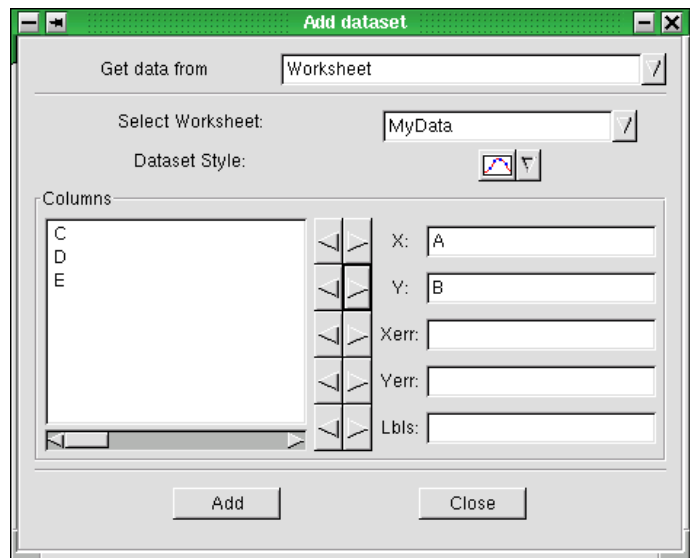 Add dataset
Get data from Worksheet
Select Worksheet: MyData
Dataset Style:
Columns
C
D
E
X: A
Y: B
Xerr:
Yerr:
Lbls:
Add Close